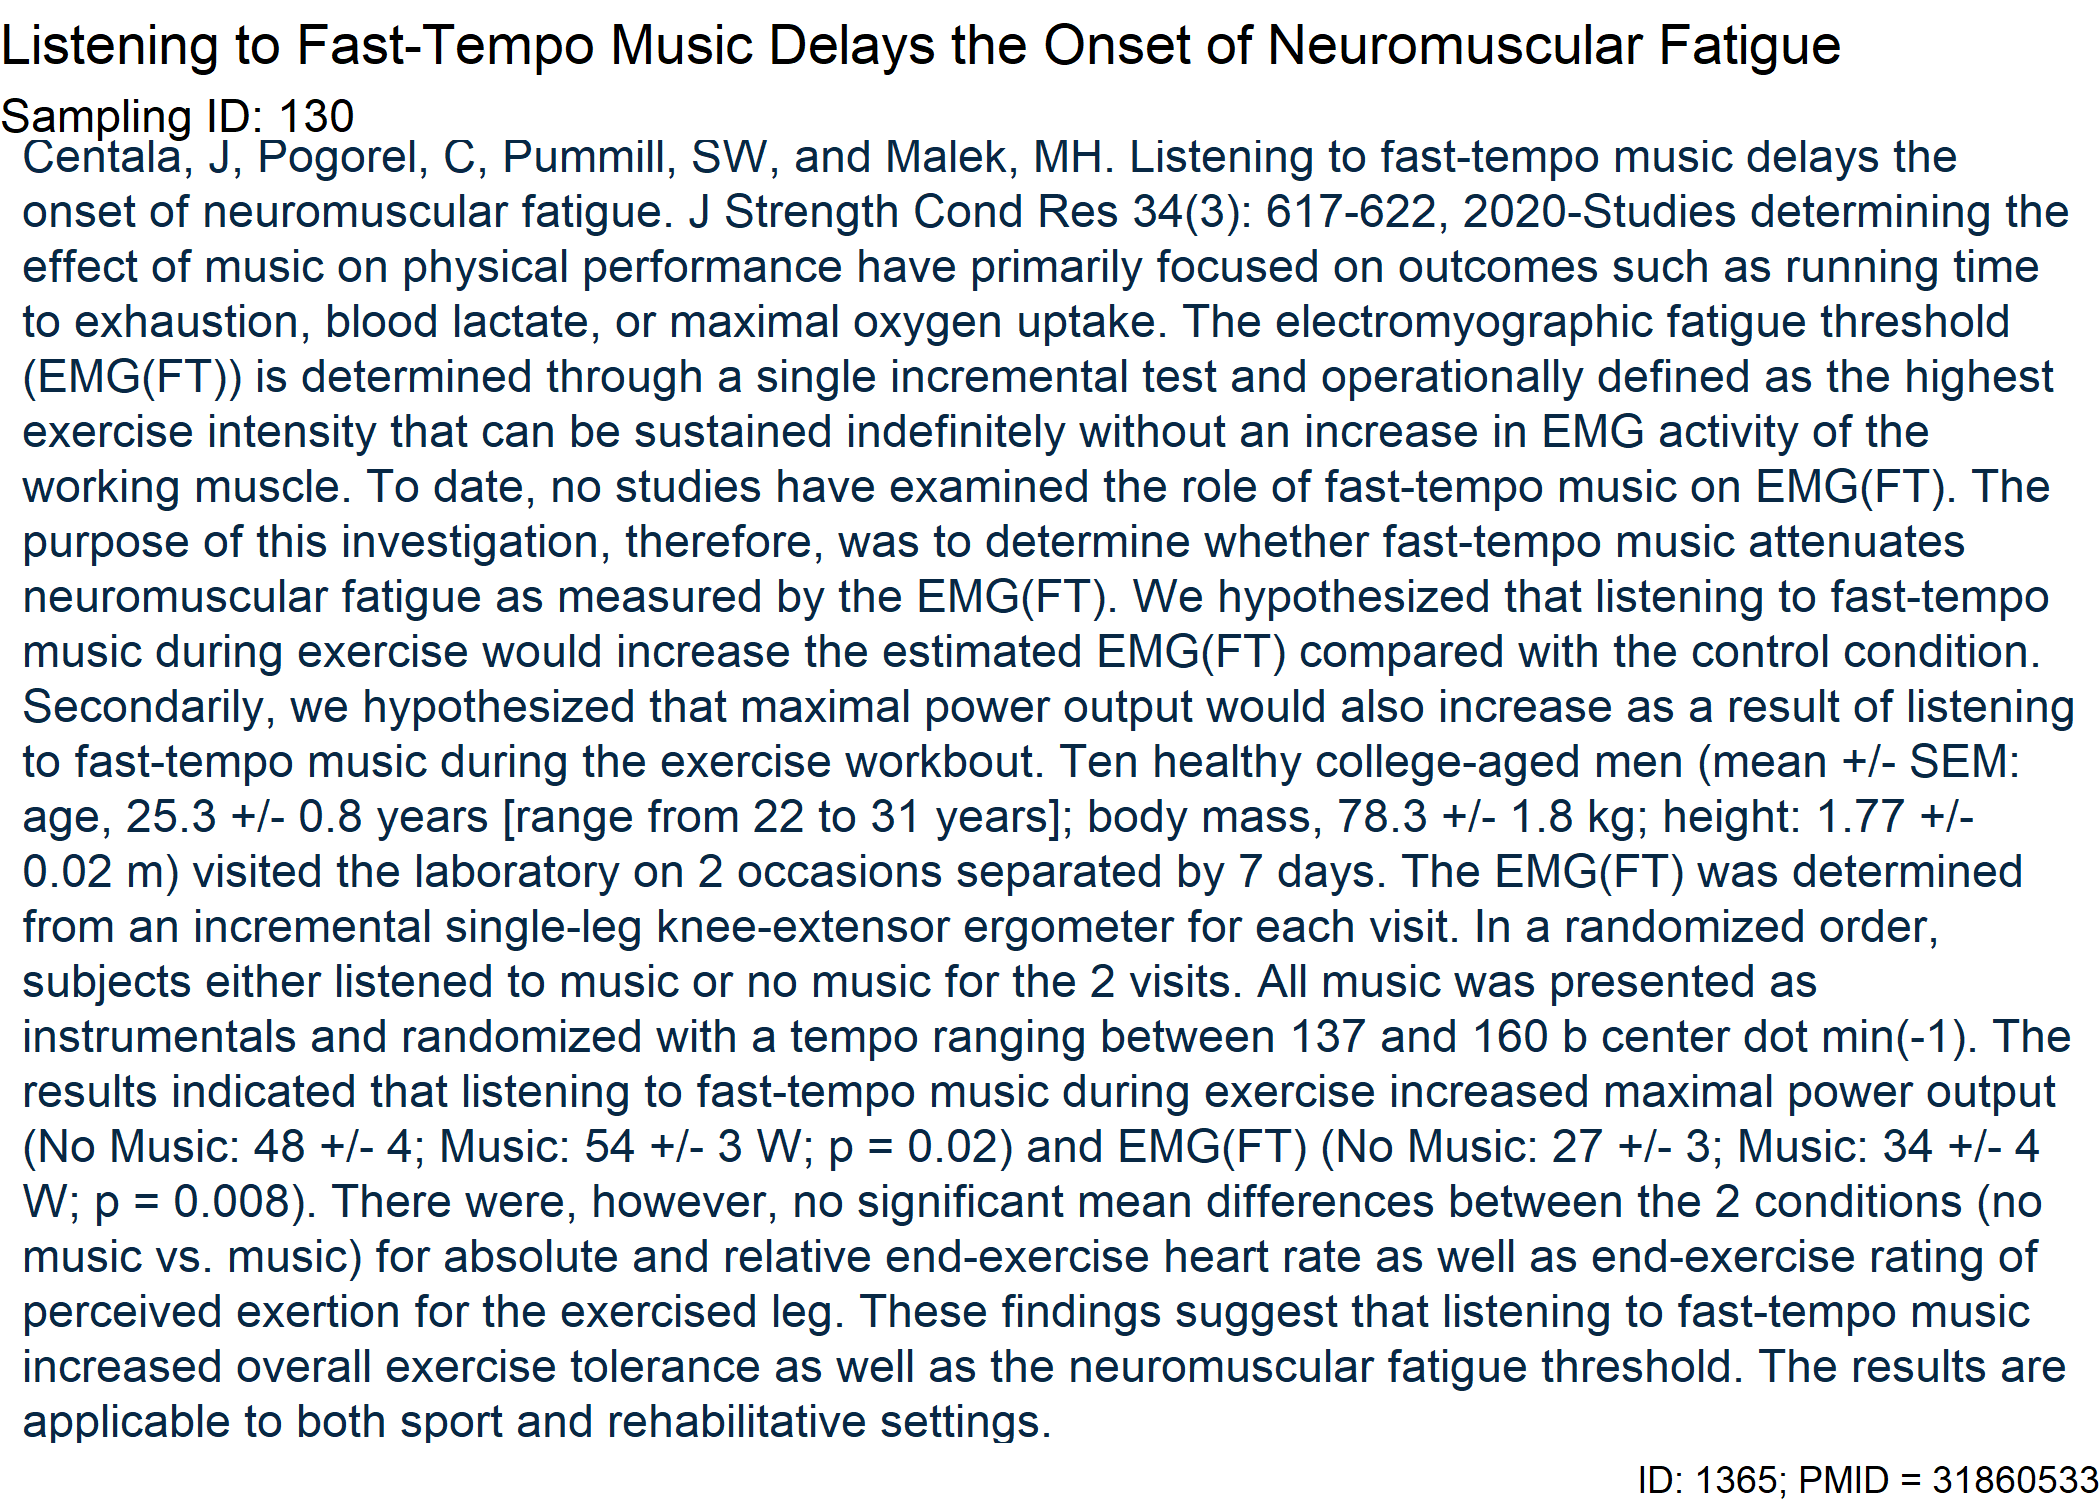 Listening to Fast-Tempo Music Delays the Onset of Neuromuscular Fatigue
Sampling ID: 130
Centala, J, Pogorel, C, Pummill, SW, and Malek, MH. Listening to fast-tempo music delays the
onset of neuromuscular fatigue. J Strength Cond Res 34(3): 617-622, 2020-Studies determining the
effect of music on physical performance have primarily focused on outcomes such as running time
to exhaustion, blood lactate, or maximal oxygen uptake. The electromyographic fatigue threshold
(EMG(FT)) is determined through a single incremental test and operationally defined as the highest
exercise intensity that can be sustained indefinitely without an increase in EMG activity of the
working muscle. To date, no studies have examined the role of fast-tempo music on EMG(FT). The
purpose of this investigation, therefore, was to determine whether fast-tempo music attenuates
neuromuscular fatigue as measured by the EMG(FT). We hypothesized that listening to fast-tempo
music during exercise would increase the estimated EMG(FT) compared with the control condition.
Secondarily, we hypothesized that maximal power output would also increase as a result of listening
to fast-tempo music during the exercise workbout. Ten healthy college-aged men (mean +/- SEM:
age, 25.3 +/- 0.8 years [range from 22 to 31 years]; body mass, 78.3 +/- 1.8 kg; height: 1.77 +/-
0.02 m) visited the laboratory on 2 occasions separated by 7 days. The EMG(FT) was determined
from an incremental single-leg knee-extensor ergometer for each visit. In a randomized order,
subjects either listened to music or no music for the 2 visits. All music was presented as
instrumentals and randomized with a tempo ranging between 137 and 160 b center dot min(-1). The
results indicated that listening to fast-tempo music during exercise increased maximal power output
(No Music: 48 +/- 4; Music: 54 +/- 3 W; p = 0.02) and EMG(FT) (No Music: 27 +/- 3; Music: 34 +/- 4
W; p = 0.008). There were, however, no significant mean differences between the 2 conditions (no
music vs. music) for absolute and relative end-exercise heart rate as well as end-exercise rating of
perceived exertion for the exercised leg. These findings suggest that listening to fast-tempo music
increased overall exercise tolerance as well as the neuromuscular fatigue threshold. The results are
applicable to both sport and rehabilitative settings.
ID: 1365; PMID = 31860533